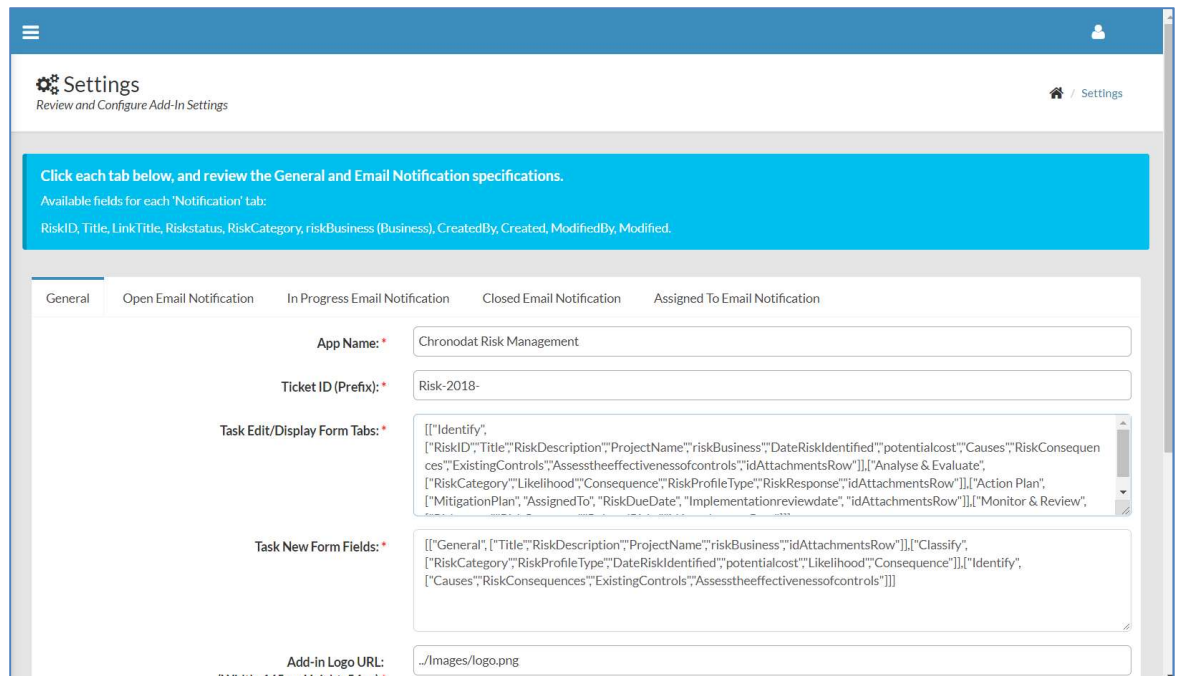 Settings
Review and Configure Add-In Settings
/ Settings
Click each tab below, and review the General and Email Notification specifications.
Available fields for each 'Notification' tab:
RiskID, Title, LinkTitle, Riskstatus, RiskCategory, riskBusiness (Business), CreatedBy, Created, ModifiedBy, Modified.
General Open Email Notification In Progress Email Notification Closed Email Notification Assigned To Email Notification
App Name: * Chronodat Risk Management
Ticket ID (Prefix): * Risk-2018-
Task Edit/Display Form Tabs: * [["Identify",
["RiskID","Title","RiskDescription","ProjectName","riskBusiness","DateRiskIdentified","potentialcost","Causes","RiskConsequen
ces","ExistingControls","Assesstheeffectivenessofcontrols","idAttachmentsRow"]],["Analyse & Evaluate",
["RiskCategory","Likelihood","Consequence","RiskProfileType","RiskResponse","idAttachmentsRow"]],["Action Plan",
["MitigationPlan", "AssignedTo", "RiskDueDate", "Implementationreviewdate", "idAttachmentsRow"]],["Monitor & Review",
Task New Form Fields: * [["General", ["Title","RiskDescription","ProjectName","riskBusiness","idAttachmentsRow"]],["Classify",
["RiskCategory","RiskProfileType","DateRiskIdentified","potentialcost","Likelihood","Consequence"]],["Identify",
["Causes","RiskConsequences","ExistingControls","Assesstheeffectivenessofcontrols"]]]
Add-in Logo URL: ../Images/logo.png